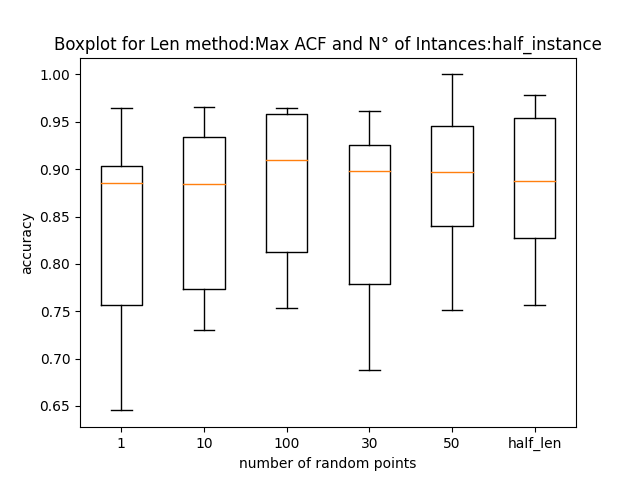 Boxplot for Len method:Max ACF and N° of Intances:half_instance
1.00
0.95
0.90
0.85
0.80
0.75
0.70
0.65
accuracy
1 10 100 30 50 half_len
number of random points